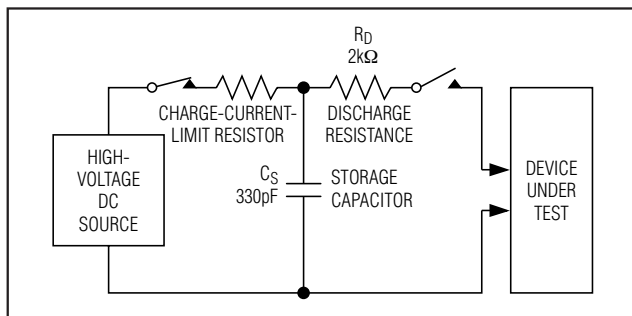 R_D
2kΩ
CHARGE-CURRENT-
LIMIT RESISTOR
DISCHARGE
RESISTANCE
HIGH-
VOLTAGE
DC
SOURCE
C_S
330pF
STORAGE
CAPACITOR
DEVICE
UNDER
TEST